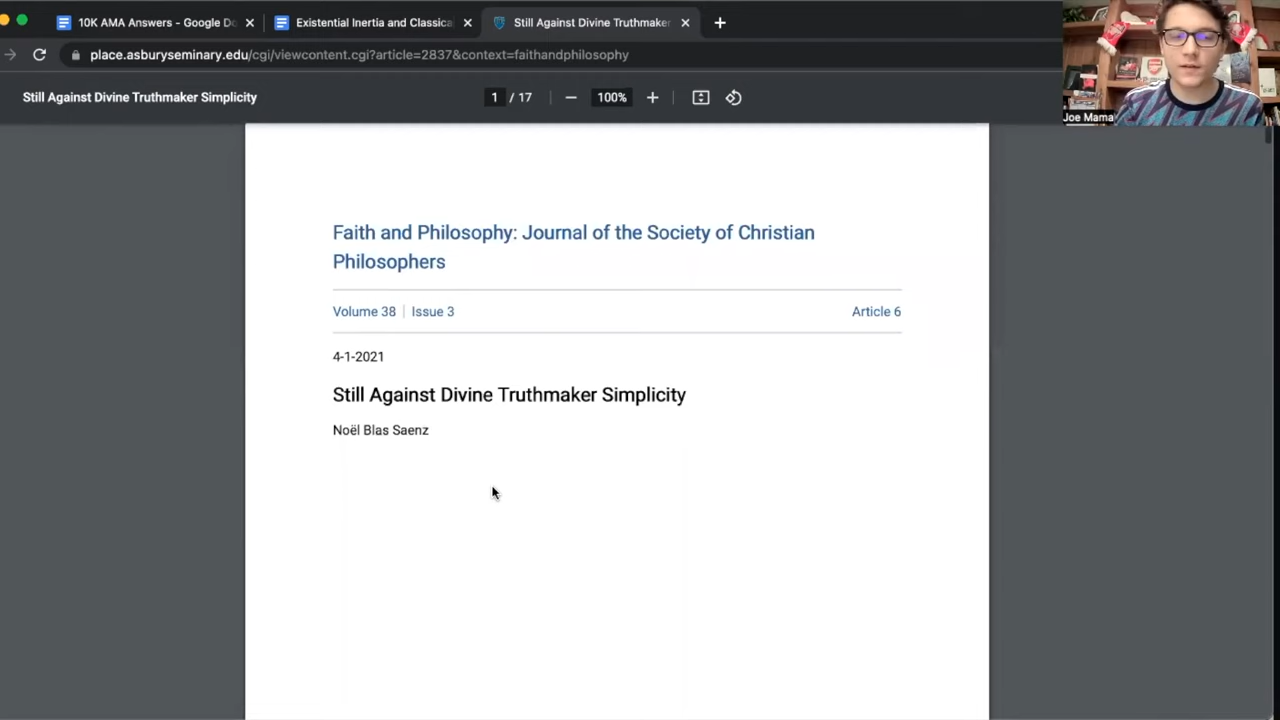 10K AMA Answers - Google Do
Existential Inertia and Classica
Still Against Divine Truthmaker
place.asburyseminary.edu/cgi/viewcontent.cgi?article=2837&context=faithandphilosophy
Still Against Divine Truthmaker Simplicity
1 / 17
100%
Joe Mama
Faith and Philosophy: Journal of the Society of Christian
Philosophers
Volume 38 | Issue 3
Article 6
4-1-2021
Still Against Divine Truthmaker Simplicity
Noël Blas Saenz